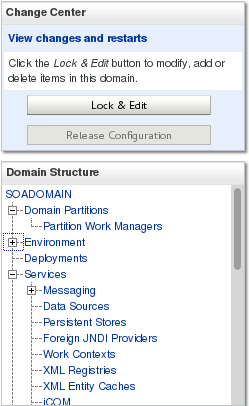 Change Center
View changes and restarts
Click the Lock & Edit button to modify, add or
delete items in this domain.
Lock & Edit
Release Configuration
Domain Structure
SOADOMAIN
Domain Partitions
Partition Work Managers
Environment
Deployments
Services
Messaging
Data Sources
Persistent Stores
Foreign JNDI Providers
Work Contexts
XML Registries
XML Entity Caches
jCOM